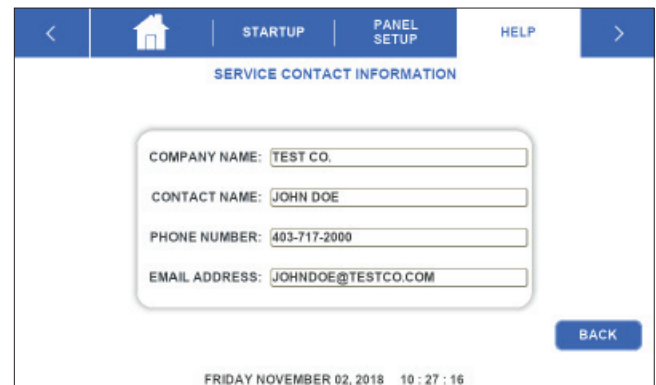 < STARTUP PANEL SETUP HELP >
SERVICE CONTACT INFORMATION
COMPANY NAME: TEST CO.
CONTACT NAME: JOHN DOE
PHONE NUMBER: 403-717-2000
EMAIL ADDRESS: JOHNDOE@TESTCO.COM
BACK
FRIDAY NOVEMBER 02, 2018 10 : 27 : 16